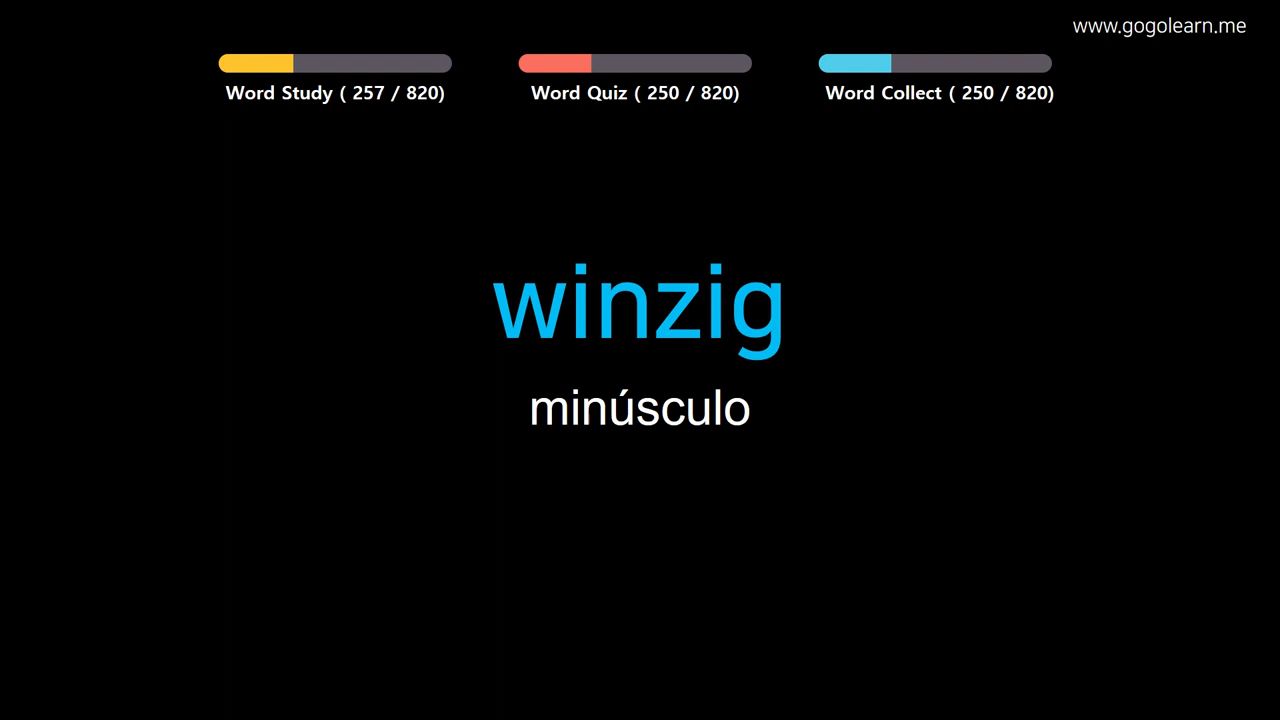 www.gogolearn.me
Word Study ( 257 / 820)
Word Quiz ( 250 / 820)
Word Collect ( 250 / 820)
winzig
minúsculo